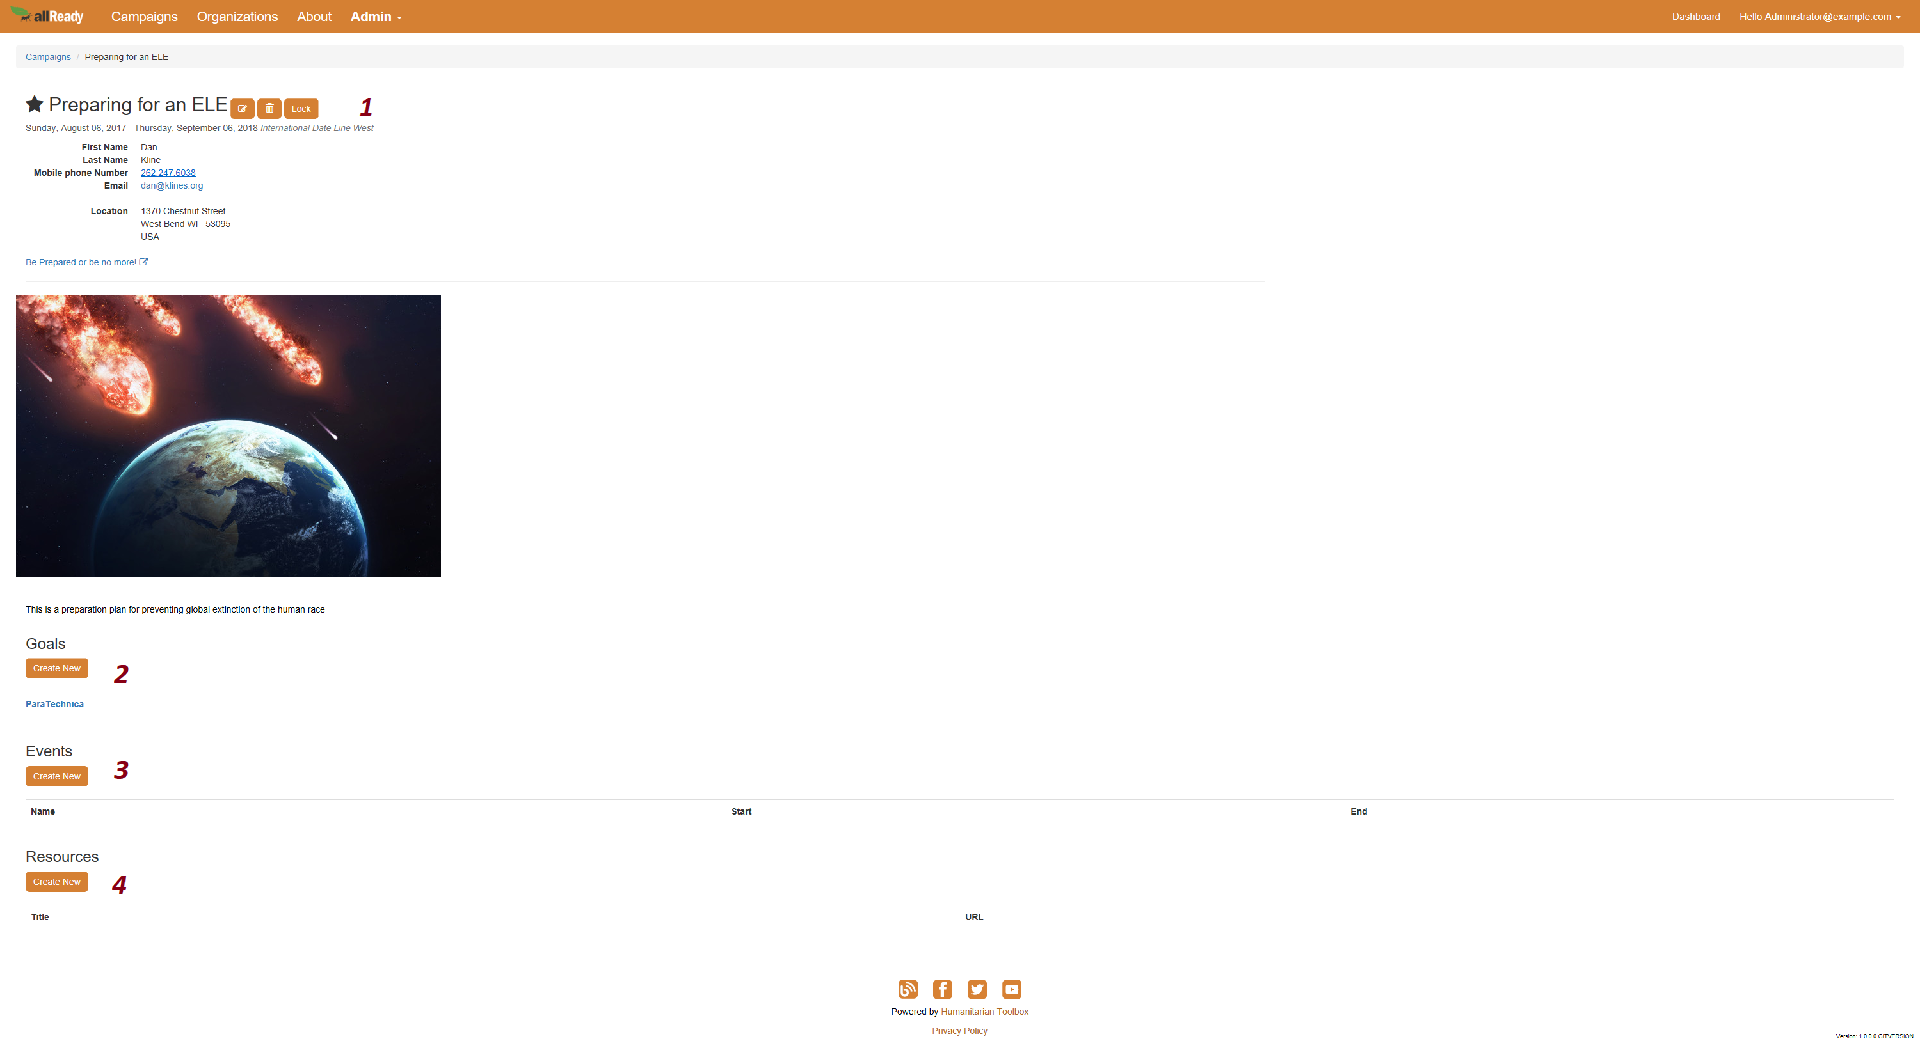 allReady Campaigns Organizations About Admin Dashboard Hello Administrator@example.com
Campaigns / Preparing for an ELE
Preparing for an ELE Lock 1
Sunday, August 06, 2017 Thursday, September 06, 2018 International Date Line West
First Name Dan
Last Name Kline
Mobile phone Number 262.247.6038
Email dan@klines.org
Location 1370 Chestnut Street
West Bend WI 53095
USA
Be Prepared or be no more!
This is a preparation plan for preventing global extinction of the human race
Goals
Create New 2
ParaTechnica
Events
Create New 3
Name Start End
Resources
Create New 4
Title URL
Powered by Humanitarian Toolbox
Privacy Policy